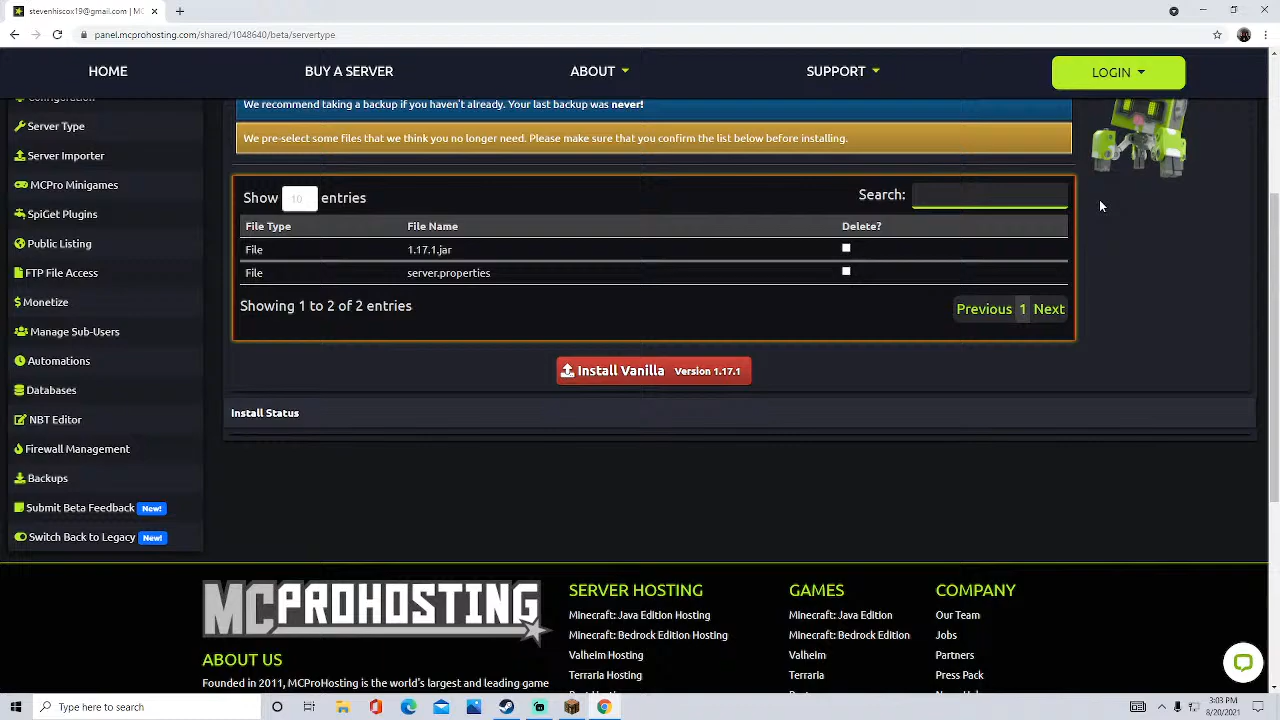 stevenhiscox19@gmail.com | MC
panel.mcprohosting.com/shared/1048640/beta/servertype
HOME
BUY A SERVER
ABOUT
SUPPORT
LOGIN
Configuration
Server Type
Server Importer
MCPro Minigames
SpiGet Plugins
Public Listing
FTP File Access
Monetize
Manage Sub-Users
Automations
Databases
NBT Editor
Firewall Management
Backups
Submit Beta Feedback New!
Switch Back to Legacy New!
We recommend taking a backup if you haven't already. Your last backup was never!
We pre-select some files that we think you no longer need. Please make sure that you confirm the list below before installing.
Show 10 entries
Search:
File Type File Name Delete?
File 1.17.1.jar
File server.properties
Showing 1 to 2 of 2 entries
Previous 1 Next
Install Vanilla Version 1.17.1
Install Status
MCPROHOSTING
ABOUT US
Founded in 2011, MCProHosting is the world's largest and leading game
SERVER HOSTING
Minecraft: Java Edition Hosting
Minecraft: Bedrock Edition Hosting
Valheim Hosting
Terraria Hosting
GAMES
Minecraft: Java Edition
Minecraft: Bedrock Edition
Valheim
Terraria
COMPANY
Our Team
Jobs
Partners
Press Pack
Type here to search
3:03 PM
8/20/2021